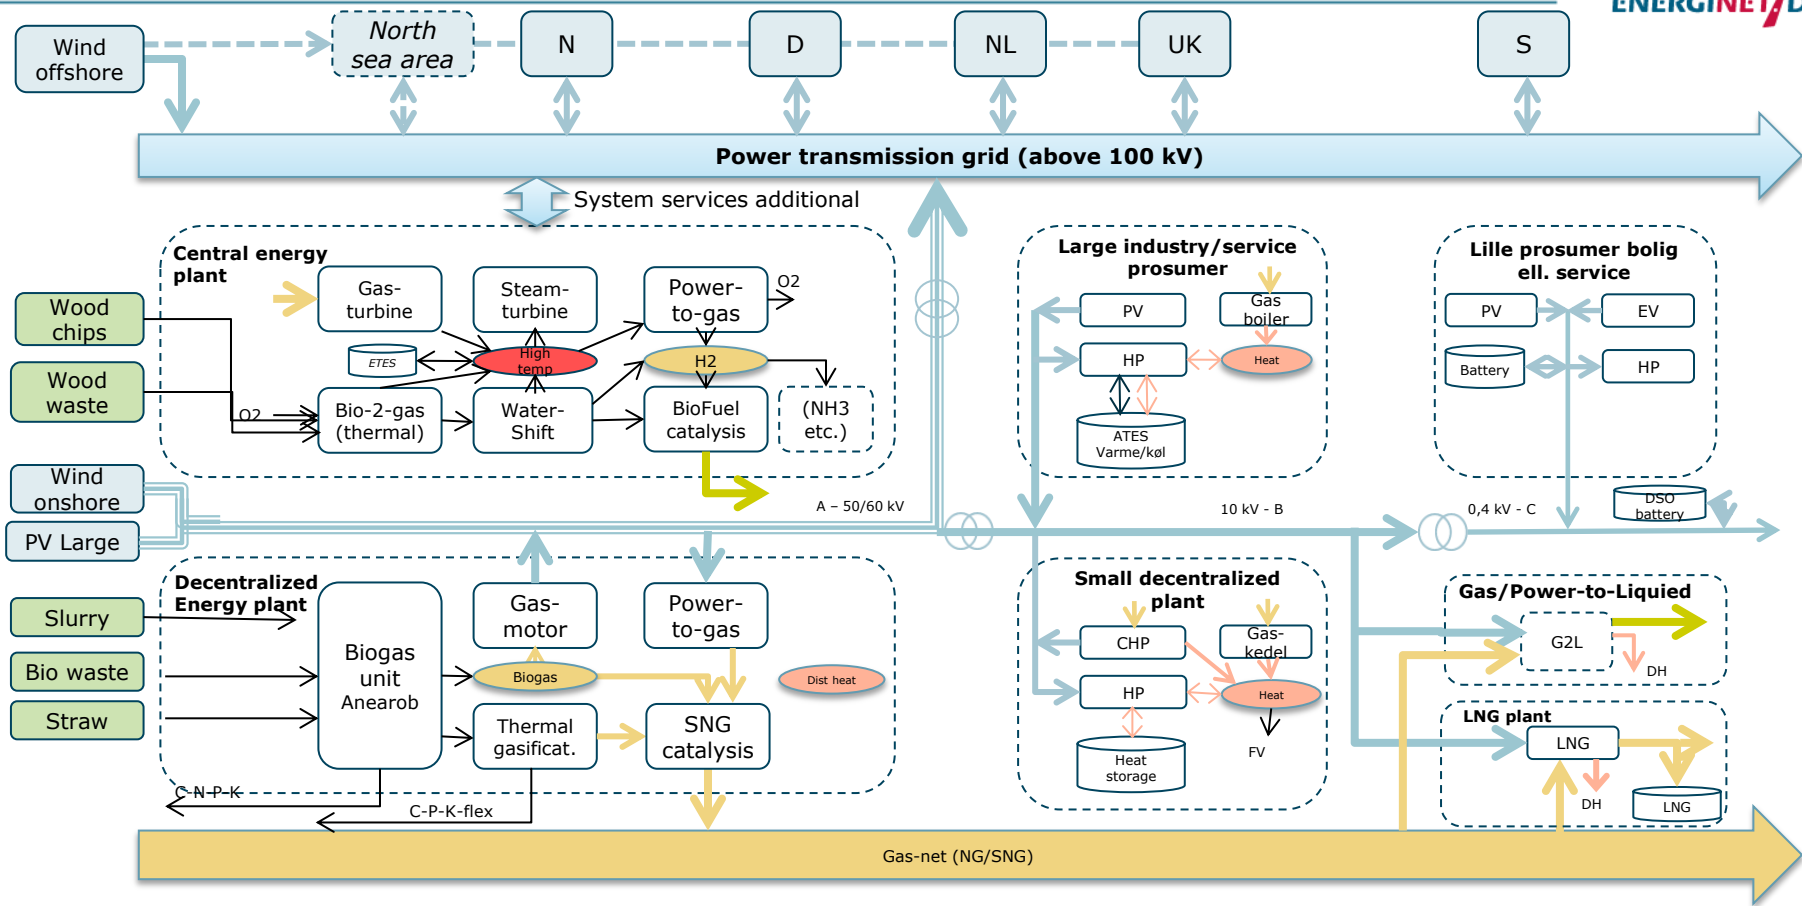 ENERGINET/D
Wind
offshore
North
sea area
N
D
NL
UK
S
Power transmission grid (above 100 kV)
System services additional
Central energy
plant
Gas-
turbine
Steam-
turbine
Power-
to-gas
O2
ETES
High
temp
H2
O2
Bio-2-gas
(thermal)
Water-
Shift
BioFuel
catalysis
(NH3
etc.)
Wood
chips
Wood
waste
Wind
onshore
PV Large
A – 50/60 kV
Large industry/service
prosumer
PV
Gas
boiler
HP
Heat
ATES
Varme/køl
Lille prosumer bolig
ell. service
PV
EV
Battery
HP
10 kV - B
0,4 kV - C
DSO
battery
Decentralized
Energy plant
Slurry
Bio waste
Straw
Biogas
unit
Anearob
Gas-
motor
Power-
to-gas
Biogas
Dist heat
Thermal
gasificat.
SNG
catalysis
C-N-P-K
C-P-K-flex
Small decentralized
plant
CHP
Gas-
kedel
HP
Heat
Heat
storage
FV
Gas/Power-to-Liquied
G2L
DH
LNG plant
LNG
DH
LNG
Gas-net (NG/SNG)